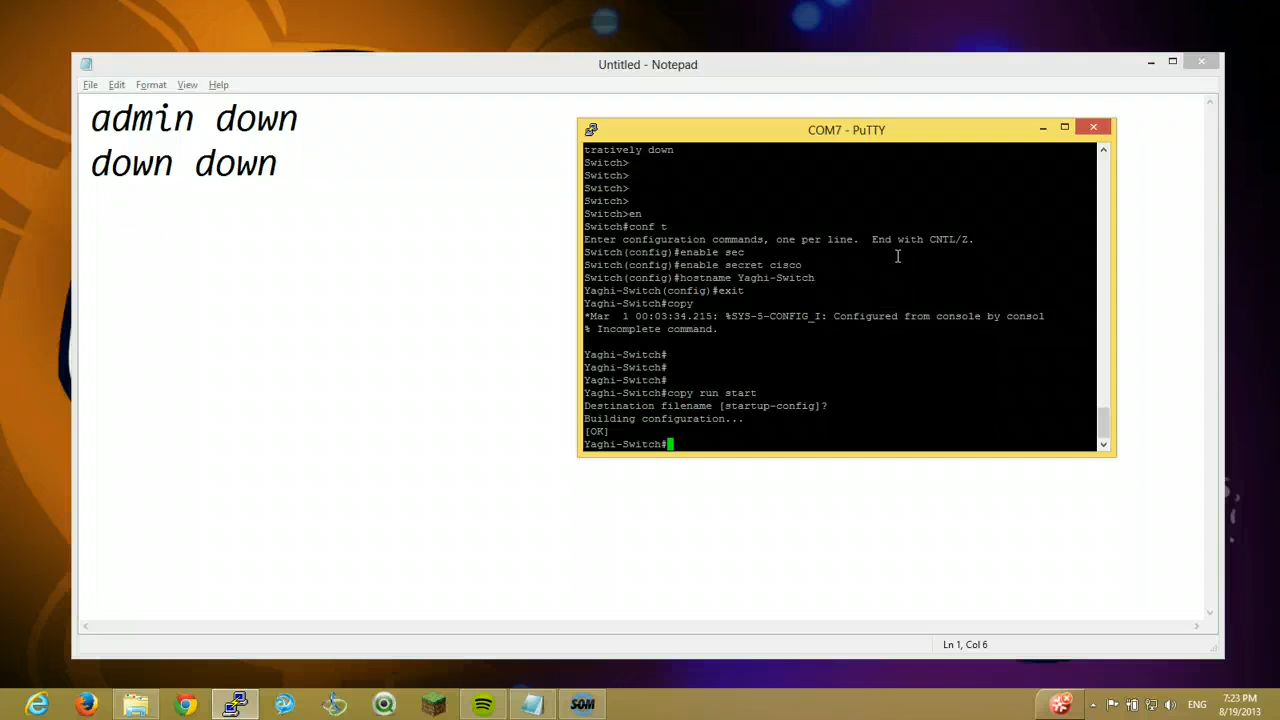 Untitled - Notepad
File Edit Format View Help
admin down
down down
COM7 - PuTTY
tratively down
Switch>
Switch>
Switch>
Switch>
Switch>en
Switch#conf t
Enter configuration commands, one per line.  End with CNTL/Z.
Switch(config)#enable sec
Switch(config)#enable secret cisco
Switch(config)#hostname Yaghi-Switch
Yaghi-Switch(config)#exit
Yaghi-Switch#copy
*Mar  1 00:03:34.215: %SYS-5-CONFIG_I: Configured from console by consol
% Incomplete command.
Yaghi-Switch#
Yaghi-Switch#
Yaghi-Switch#
Yaghi-Switch#copy run start
Destination filename [startup-config]?
Building configuration...
[OK]
Yaghi-Switch#
Ln 1, Col 6
SOM
ENG
7:23 PM
8/19/2013